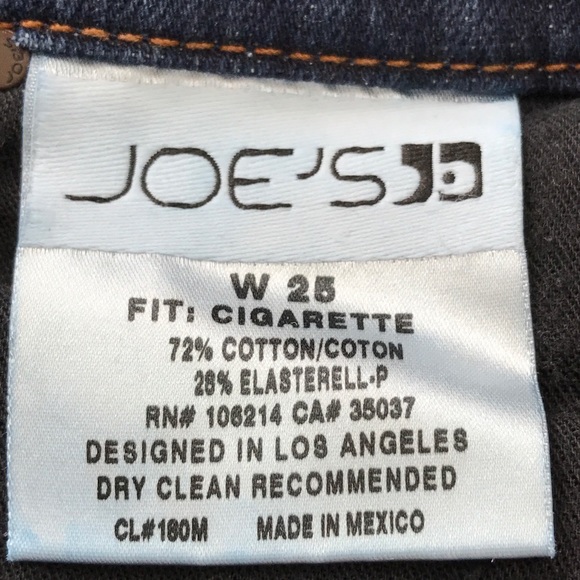 JOE'S
W 25
FIT: CIGARETTE
72% COTTON/COTON
28% ELASTERELL-P
RN# 106214 CA# 35037
DESIGNED IN LOS ANGELES
DRY CLEAN RECOMMENDED
CL#180M MADE IN MEXICO